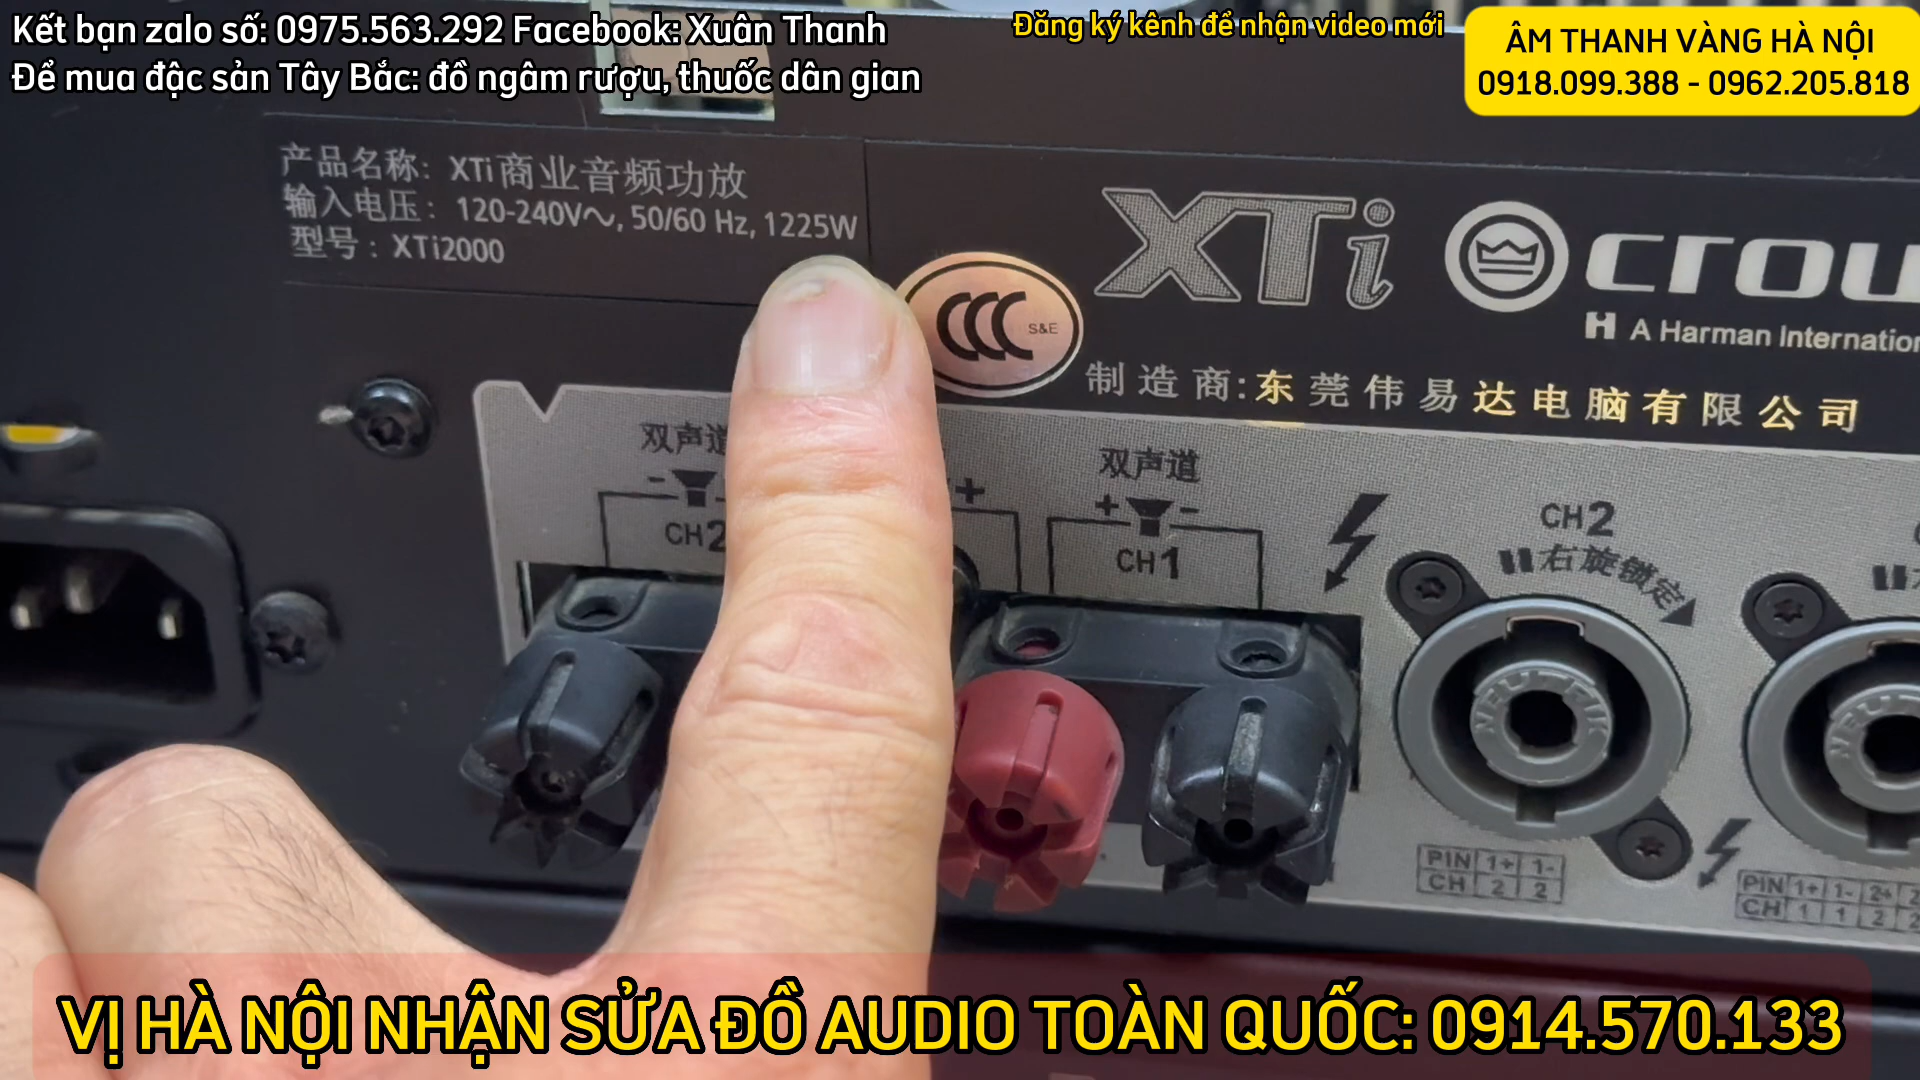 Kết bạn zalo số: 0975.563.292 Facebook: Xuân Thanh
Để mua đậc sản Tây Bắc: đồ ngâm rượu, thuốc dân gian
Đăng ký kênh để nhận video mới
ÂM THANH VÀNG HÀ NỘI
0918.099.388 - 0962.205.818
产品名称: XTi商业音频功放
输入电压: 120-240V~, 50/60 Hz, 1225W
型号: XTi2000
CCC S&E
XTi crow
A Harman Internation
制造商:东莞伟易达电脑有限公司
双声道
- CH2 +
双声道
+ - CH1
CH2
右旋锁定
NEUTRIK
PIN 1+ 1-
CH 2 2
PIN 1+ 1- 2+
CH 1 1 2
VỊ HÀ NỘI NHẬN SỬA ĐỒ AUDIO TOÀN QUỐC: 0914.570.133